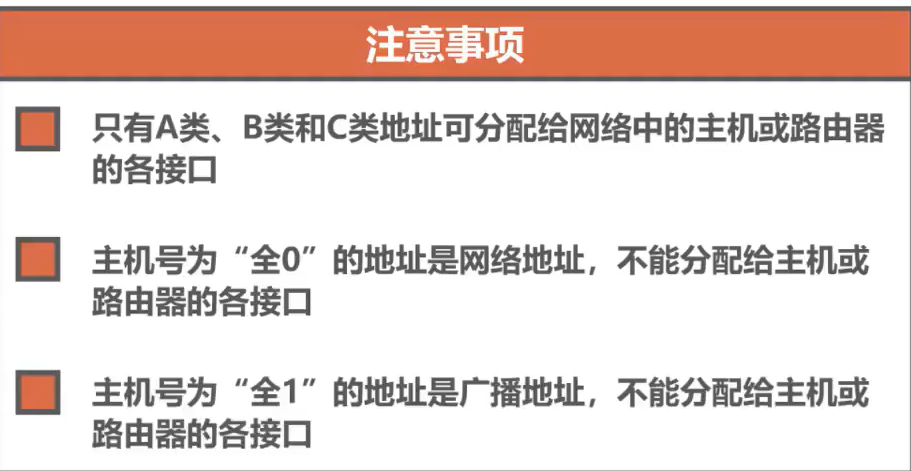 注意事项
只有A类、B类和C类地址可分配给网络中的主机或路由器
的各接口
主机号为“全0”的地址是网络地址，不能分配给主机或
路由器的各接口
主机号为“全1”的地址是广播地址，不能分配给主机或
路由器的各接口